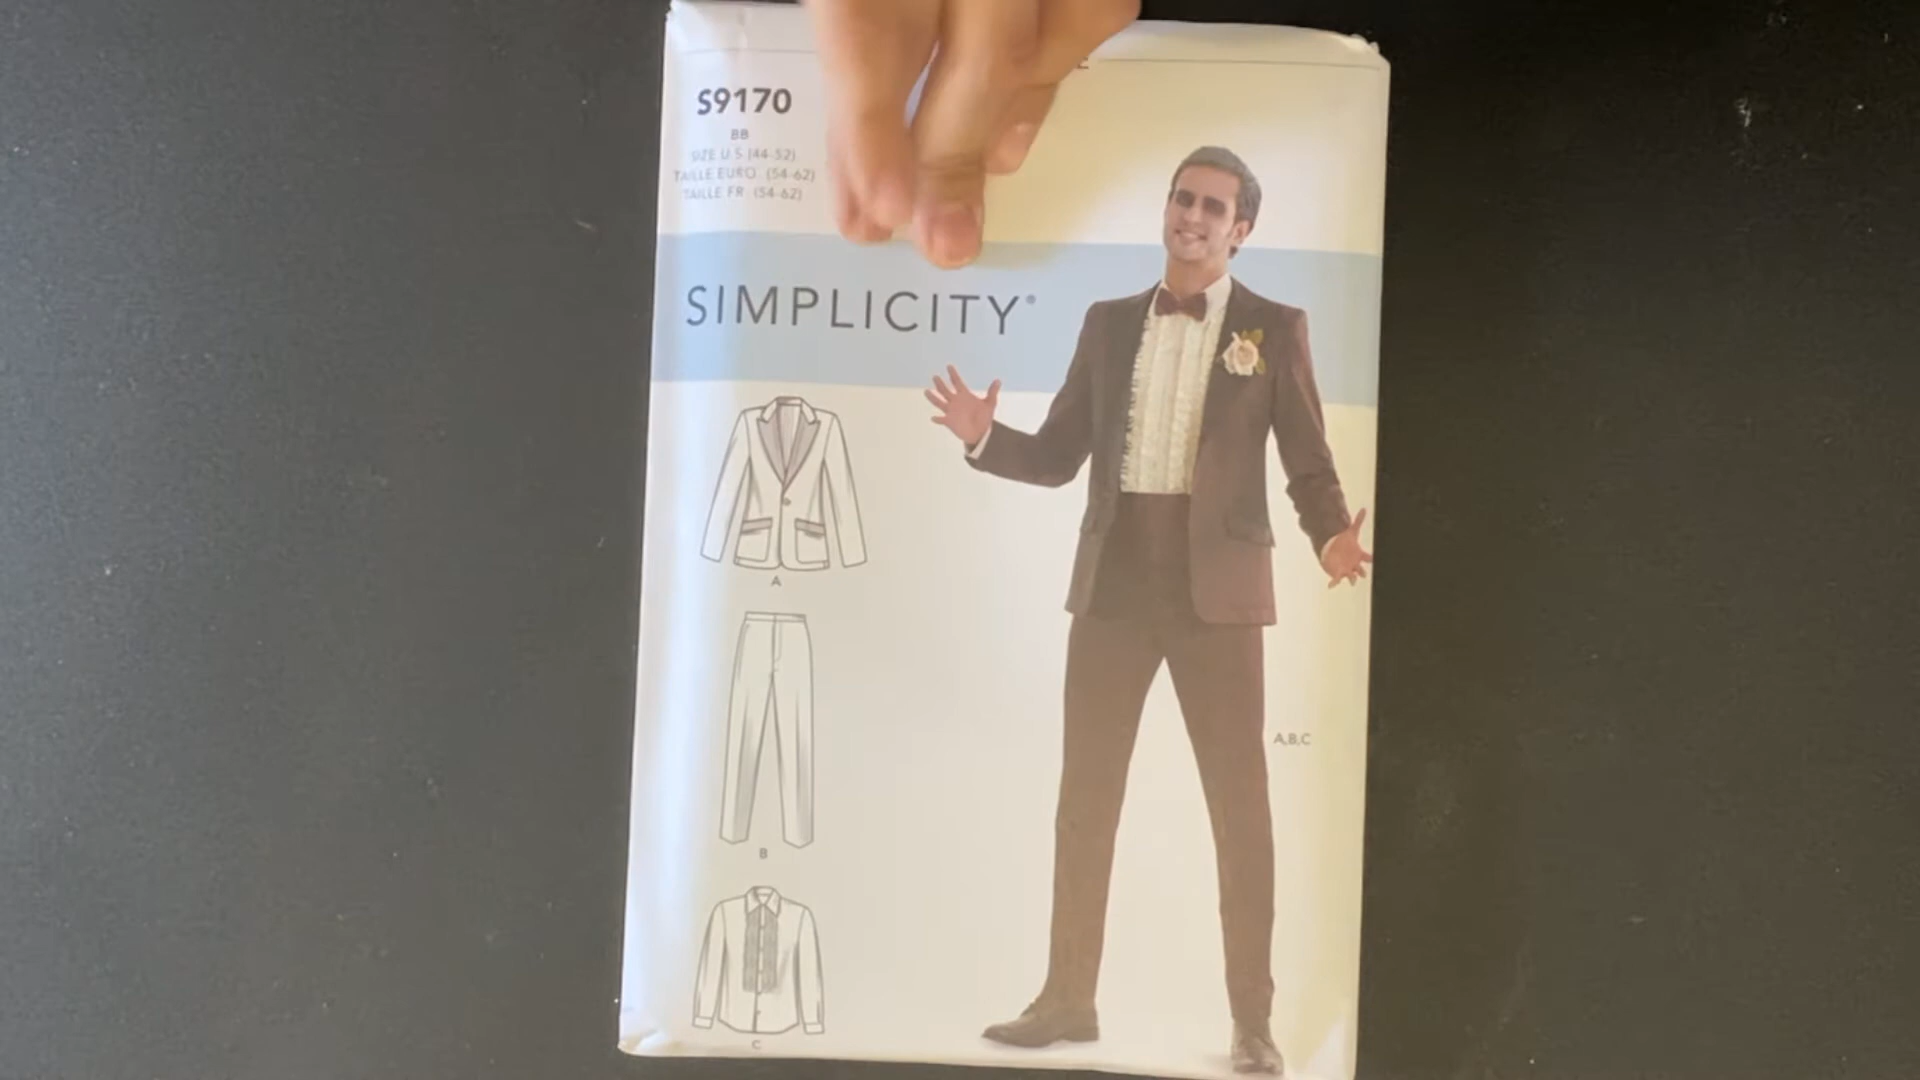 S9170
BB
SIZE U.S (44-52)
TAILLE EURO (54-62)
TAILLE FR (54-62)
SIMPLICITY®
A
A,B,C
B
C